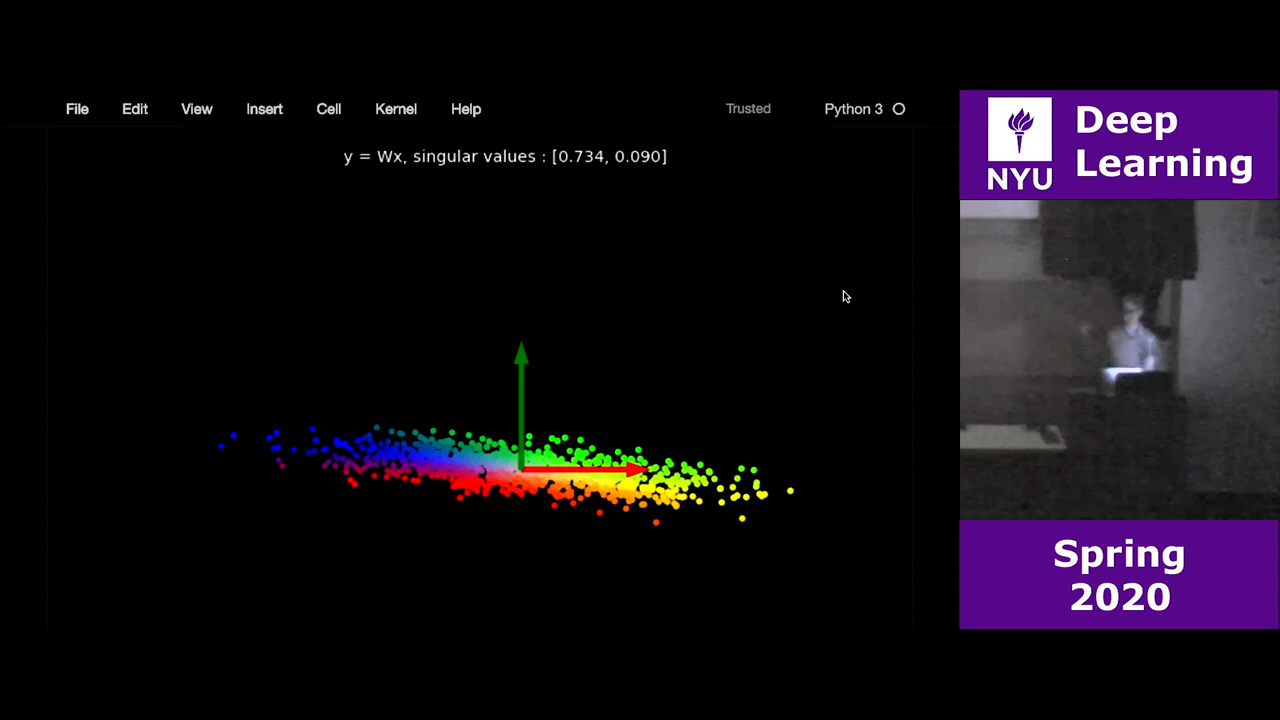 File Edit View Insert Cell Kernel Help Trusted Python 3
y = Wx, singular values : [0.734, 0.090]
NYU
Deep
Learning
Spring
2020